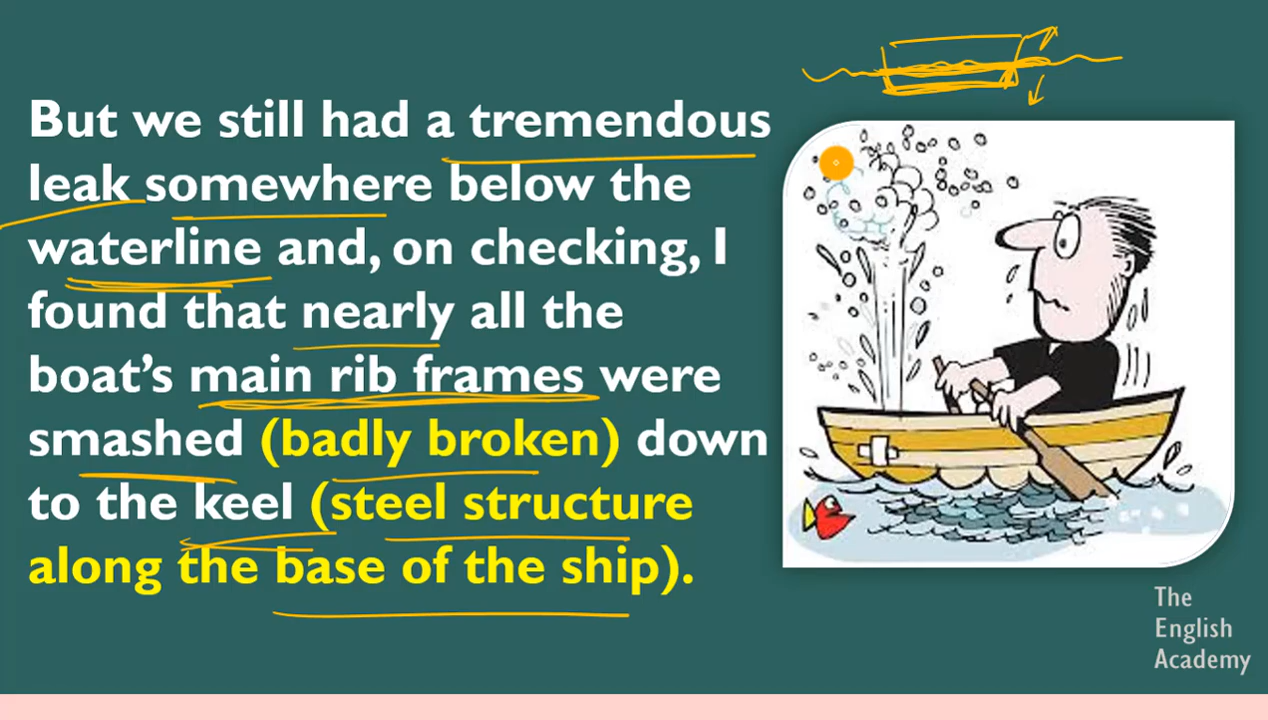 But we still had a tremendous
leak somewhere below the
waterline and, on checking, I
found that nearly all the
boat's main rib frames were
smashed (badly broken) down
to the keel (steel structure
along the base of the ship).
The
English
Academy